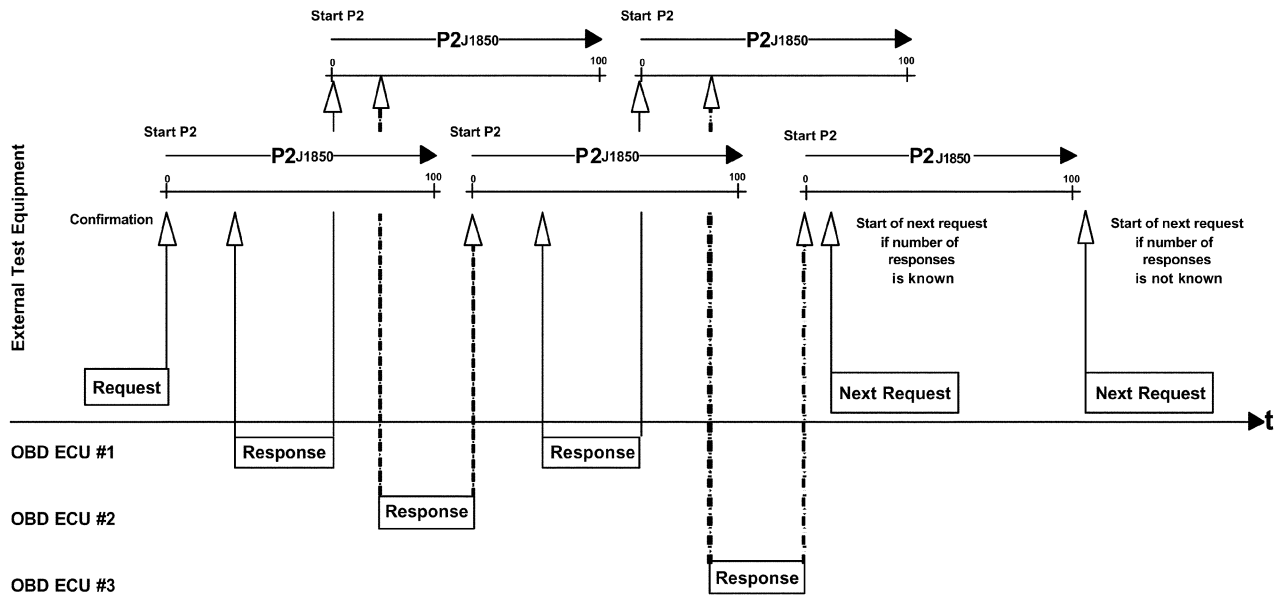 Start P2
Start P2
P2J1850
P2J1850
0
100
0
100
Start P2
Start P2
Start P2
P2J1850
P2J1850
P2J1850
0
100
0
100
0
100
External Test Equipment
Confirmation
Start of next request
if number of
responses
is known
Start of next request
if number of
responses
is not known
Request
Next Request
Next Request
t
OBD ECU #1
Response
Response
OBD ECU #2
Response
OBD ECU #3
Response